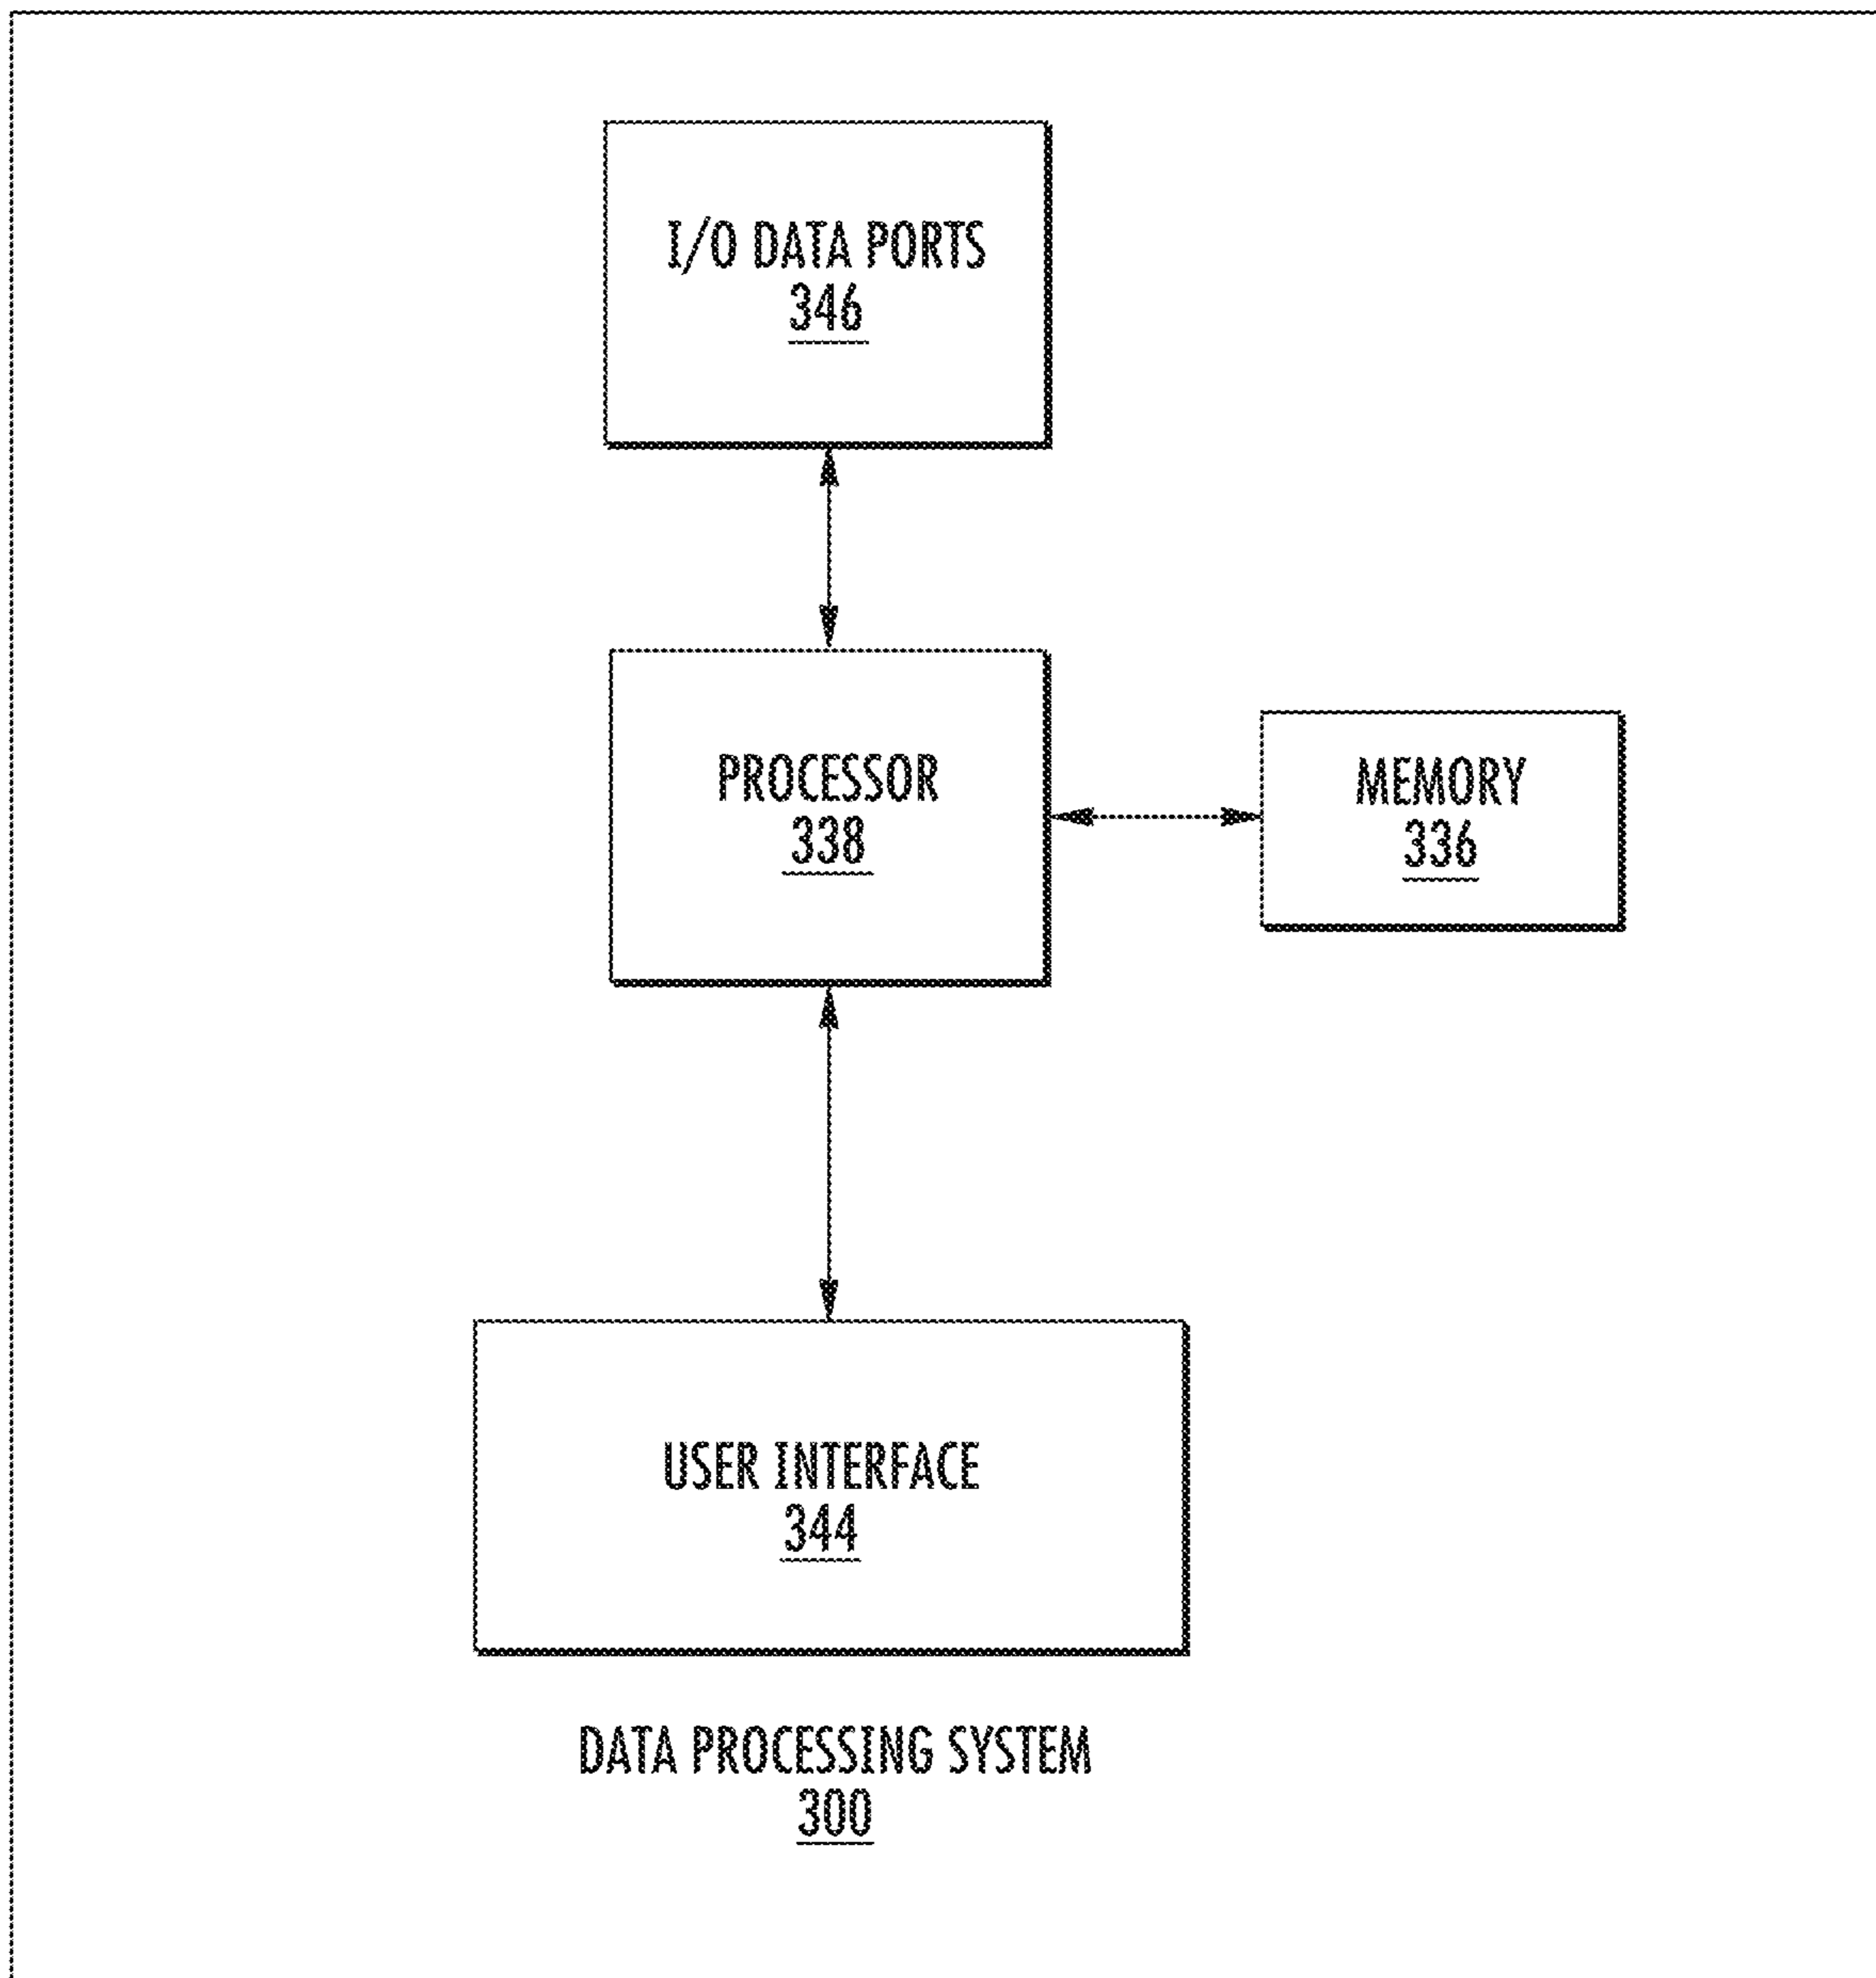 I/O DATA PORTS
346
PROCESSOR
338
MEMORY
336
USER INTERFACE
344
DATA PROCESSING SYSTEM
300